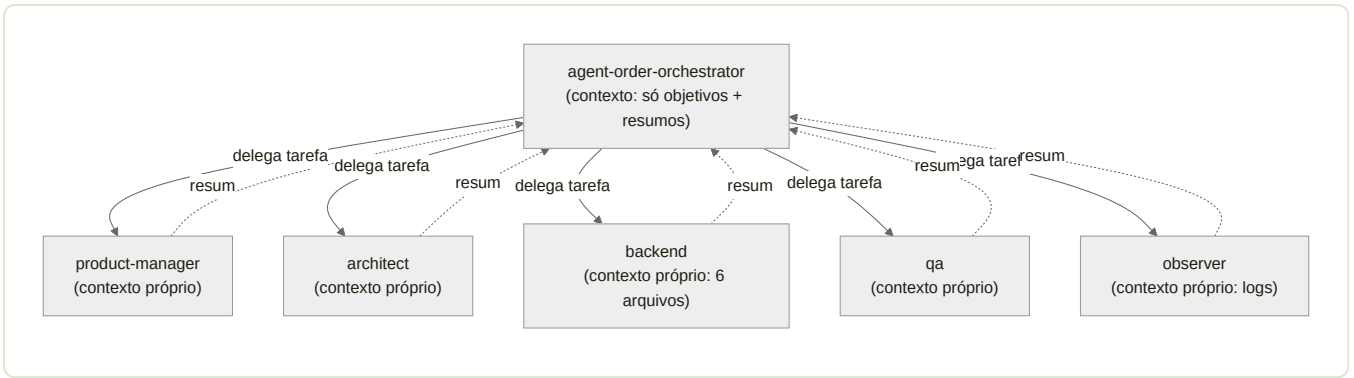 agent-order-orchestrator
(contexto: só objetivos +
resumos)
delega tarefa
resum
delega tarefa
resum
delega tarefa
resum
delega tarefa
resum
resum
product-manager
(contexto próprio)
architect
(contexto próprio)
backend
(contexto próprio: 6
arquivos)
qa
(contexto próprio)
observer
(contexto próprio: logs)